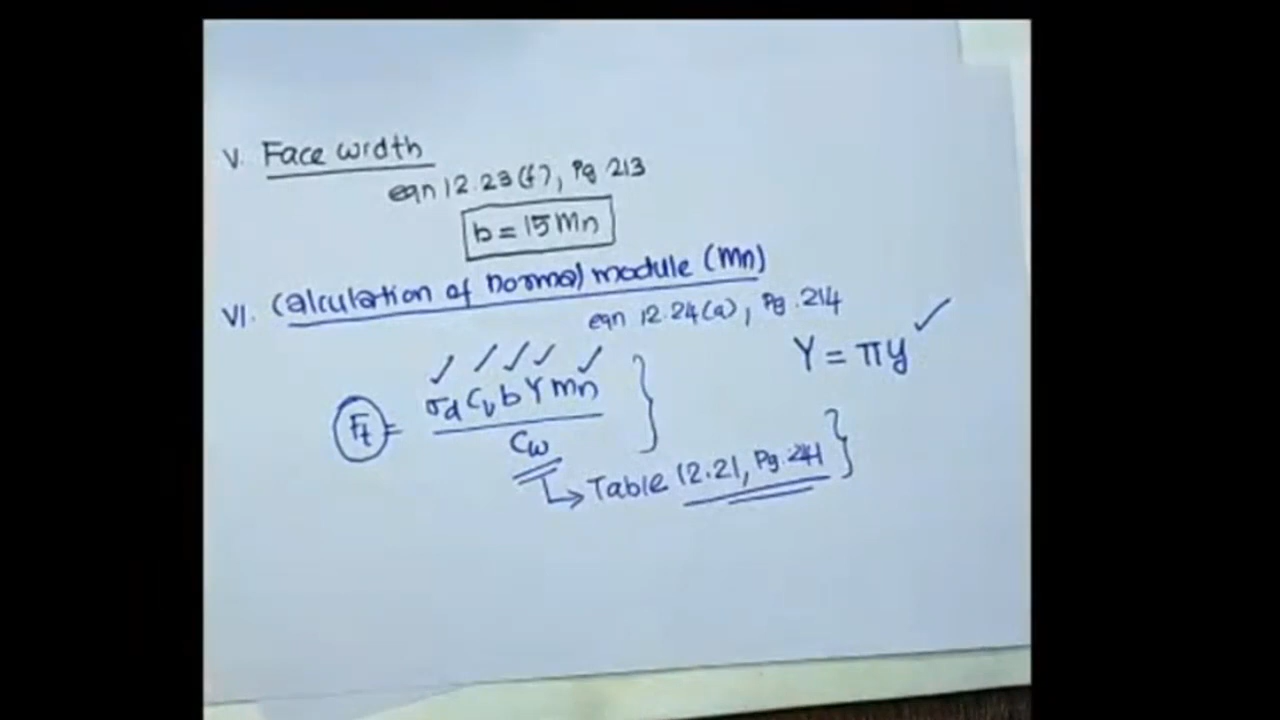 V. Face width
eqn 12.23(f), Pg 213
b = 15 mn
VI. Calculation of normal module (mn)
eqn 12.24(a), Pg. 214
Y = πy ✓
Ft = σd Cv b Y mn / Cw
→ Table 12.21, Pg. 241